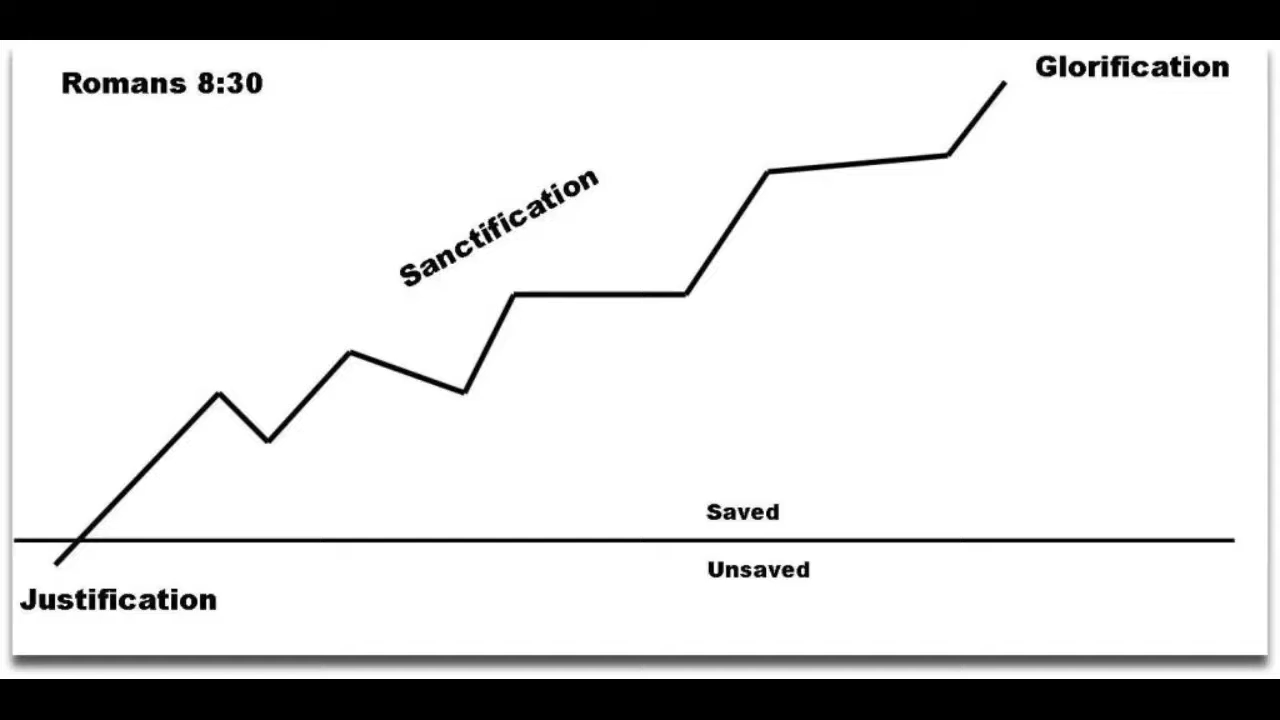 Romans 8:30
Glorification
Sanctification
Saved
Unsaved
Justification